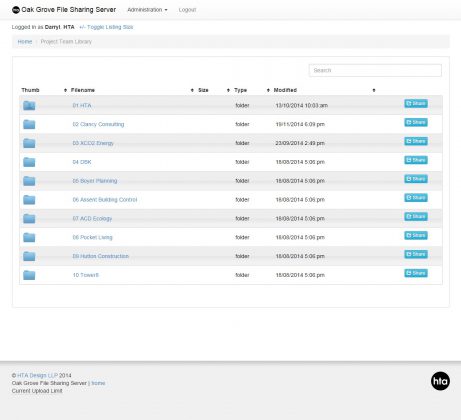 hta Oak Grove File Sharing Server Administration Logout
Logged in as Darryl HTA +/- Toggle Listing Size
Home / Project Team Library
Search
Thumb Filename Size Type Modified
01 HTA folder 13/10/2014 10:03 am Share
02 Clancy Consulting folder 19/11/2014 6:09 pm Share
03 XCO2 Energy folder 23/09/2014 2:49 pm Share
04 DSK folder 18/08/2014 5:06 pm Share
05 Boyer Planning folder 18/08/2014 5:06 pm Share
06 Assent Building Control folder 18/08/2014 5:06 pm Share
07 ACD Ecology folder 18/08/2014 5:06 pm Share
08 Pocket Living folder 18/08/2014 5:06 pm Share
09 Hutton Construction folder 18/08/2014 5:06 pm Share
10 Tower8 folder 18/08/2014 5:06 pm Share
© HTA Design LLP 2014
Oak Grove File Sharing Server | home
Current Upload Limit
hta